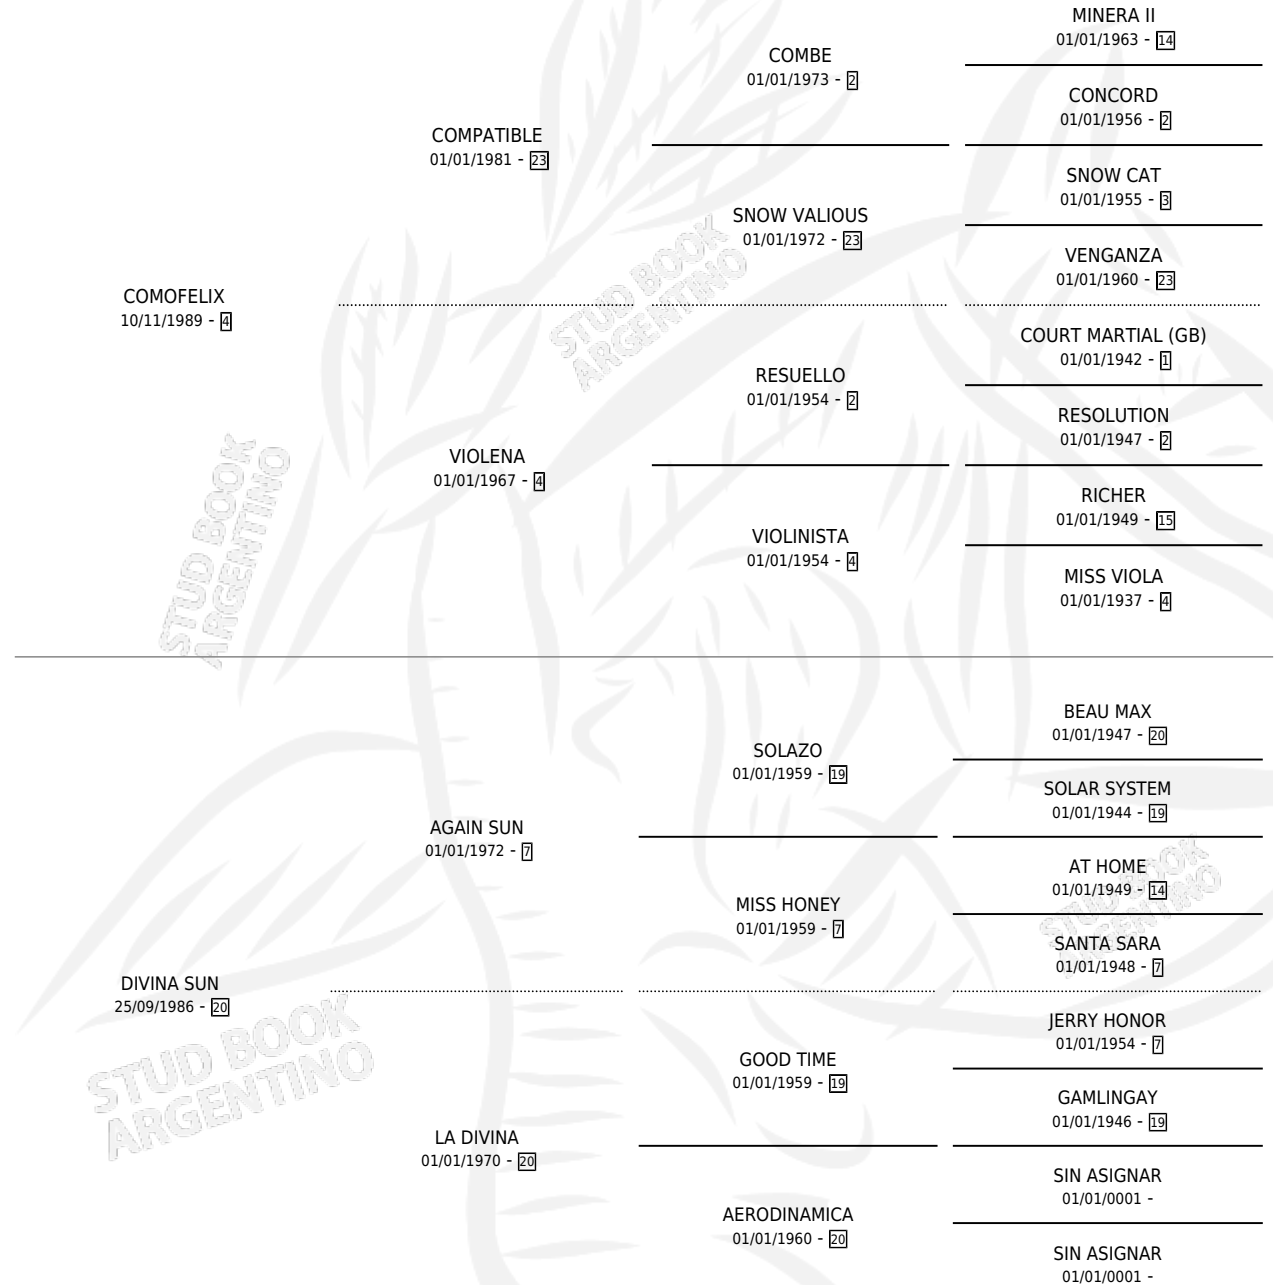 MINERA II
01/01/1963 - 14
COMBE
01/01/1973 - 2
CONCORD
01/01/1956 - 2
COMPATIBLE
01/01/1981 - 23
SNOW CAT
01/01/1955 - 3
SNOW VALIOUS
01/01/1972 - 23
VENGANZA
01/01/1960 - 23
COMOFELIX
10/11/1989 - 4
STUD BOOK
ARGENTINO
COURT MARTIAL (GB)
01/01/1942 - 1
RESUELLO
01/01/1954 - 2
RESOLUTION
01/01/1947 - 2
VIOLENA
01/01/1967 - 4
RICHER
01/01/1949 - 15
VIOLINISTA
01/01/1954 - 4
MISS VIOLA
01/01/1937 - 4
STUD BOOK
ARGENTINO
BEAU MAX
01/01/1947 - 20
SOLAZO
01/01/1959 - 19
SOLAR SYSTEM
01/01/1944 - 19
AGAIN SUN
01/01/1972 - 7
AT HOME
01/01/1949 - 14
MISS HONEY
01/01/1959 - 7
STUD BOOK
ARGENTINO
SANTA SARA
01/01/1948 - 7
DIVINA SUN
25/09/1986 - 20
JERRY HONOR
01/01/1954 - 7
GOOD TIME
01/01/1959 - 19
STUD BOOK
ARGENTINO
GAMLINGAY
01/01/1946 - 19
LA DIVINA
01/01/1970 - 20
SIN ASIGNAR
01/01/0001 -
AERODINAMICA
01/01/1960 - 20
SIN ASIGNAR
01/01/0001 -